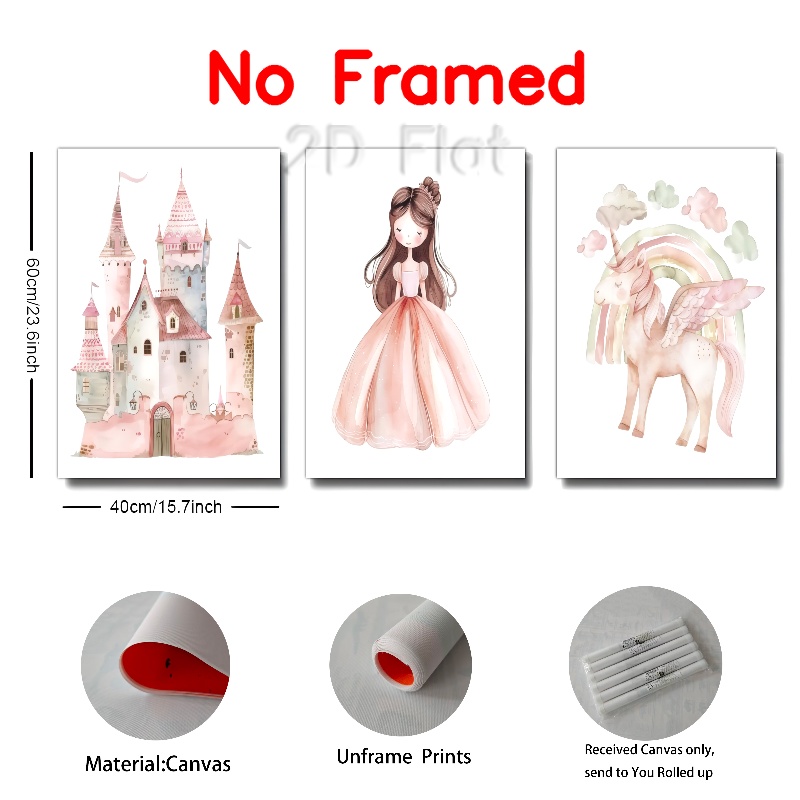 No Framed
2D Flat
60cm/23.6inch
40cm/15.7inch
Material:Canvas
Unframe Prints
Received Canvas only,
send to You Rolled up